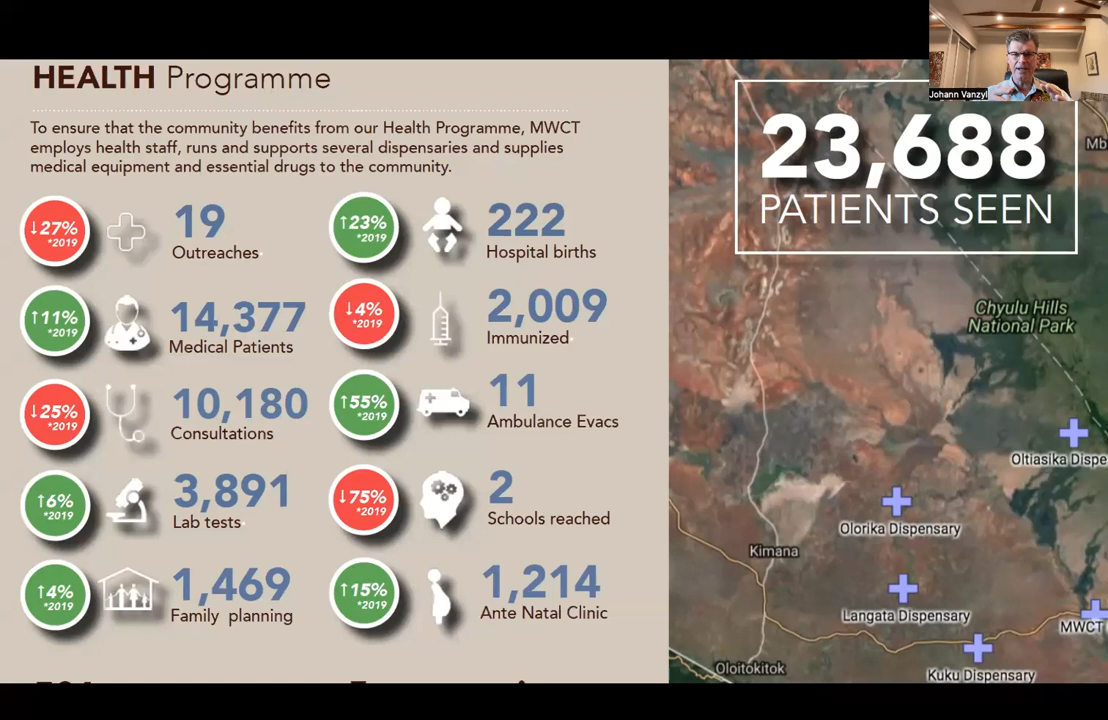 Johann Vanzyl
HEALTH Programme
To ensure that the community benefits from our Health Programme, MWCT
employs health staff, runs and supports several dispensaries and supplies
medical equipment and essential drugs to the community.
↓27%
*2019
19
Outreaches
↑23%
*2019
222
Hospital births
↑11%
*2019
14,377
Medical Patients
↓4%
*2019
2,009
Immunized
↓25%
*2019
10,180
Consultations
↑55%
*2019
11
Ambulance Evacs
↑6%
*2019
3,891
Lab tests
↓75%
*2019
2
Schools reached
↑4%
*2019
1,469
Family planning
↑15%
*2019
1,214
Ante Natal Clinic
23,688
PATIENTS SEEN
Mb
Chyulu Hills
National Park
Oltiasika Dispe
Olorika Dispensary
Kimana
Langata Dispensary
MWCT
Oloitokitok
Kuku Dispensary